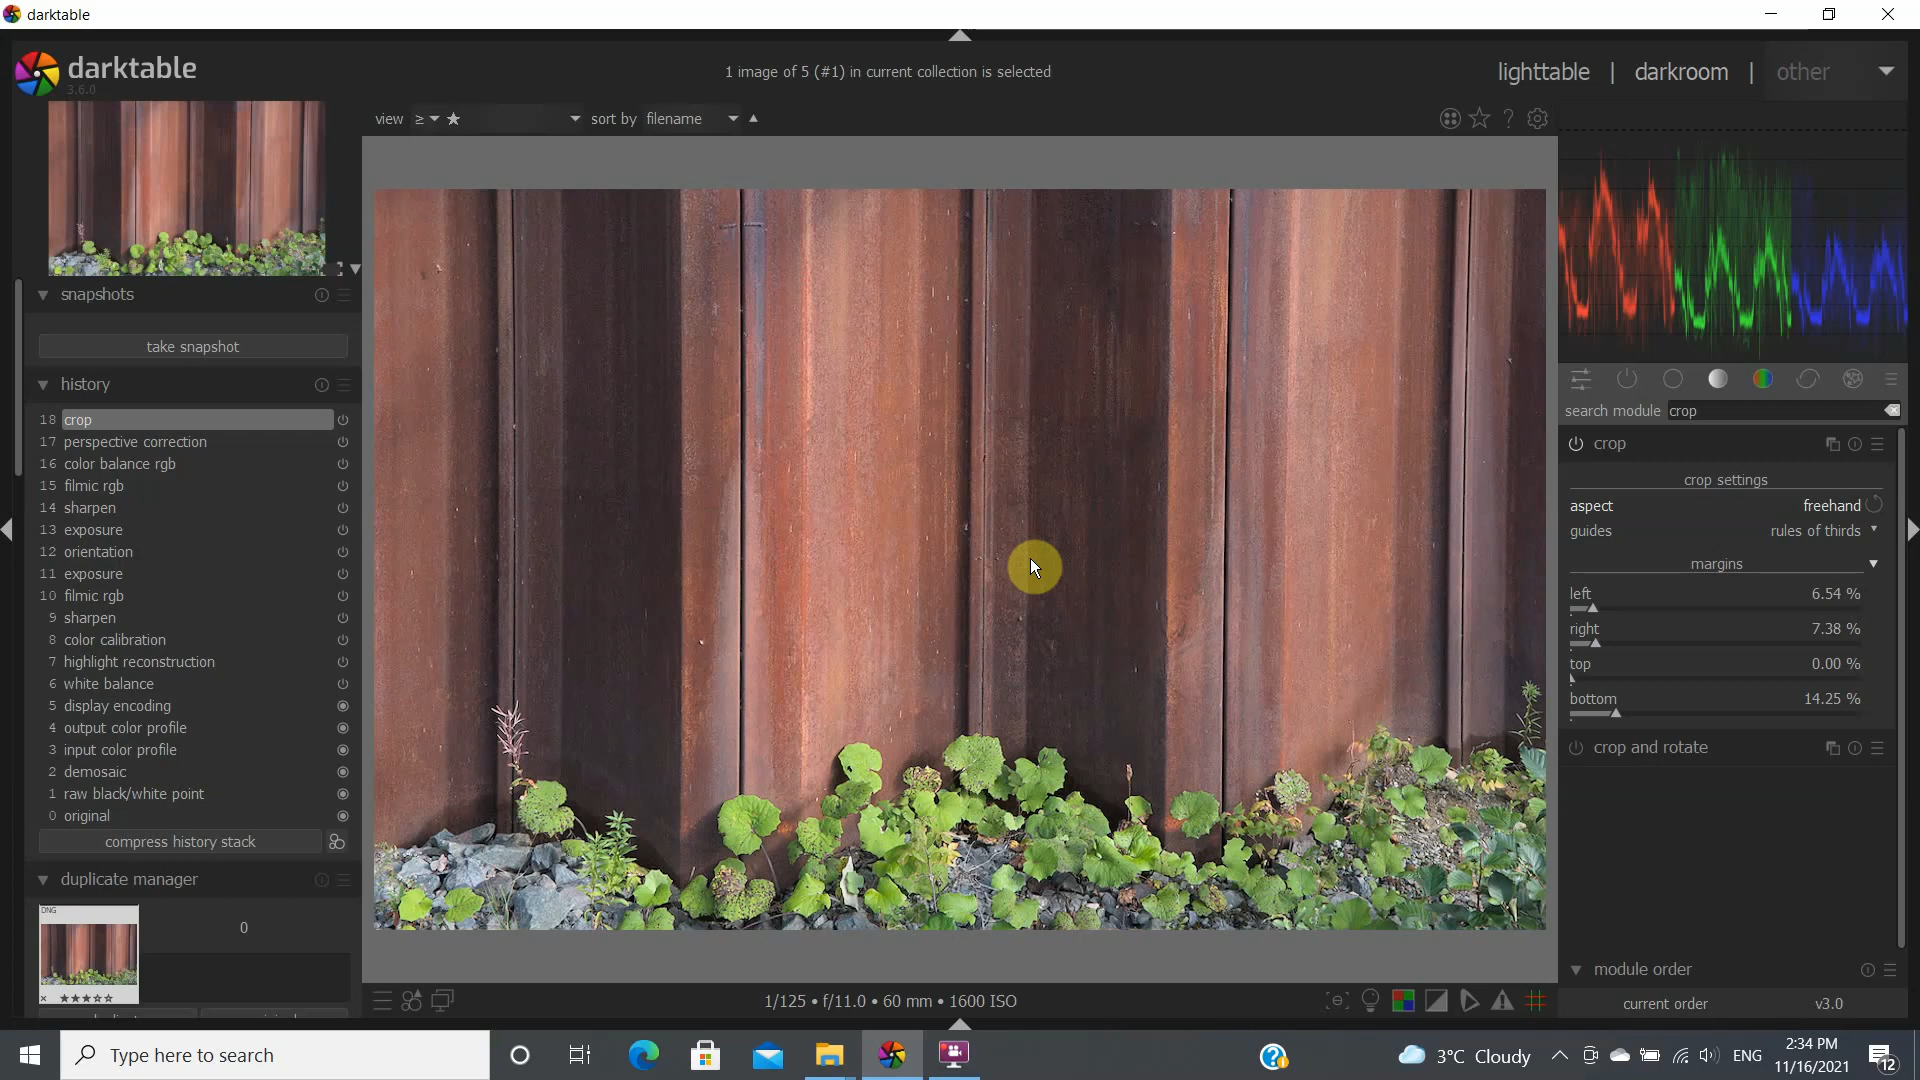 darktable
darktable
3.6.0
1 image of 5 (#1) in current collection is selected
lighttable | darkroom | other
view ≥ ★ sort by filename
snapshots
take snapshot
history
18 crop
17 perspective correction
16 color balance rgb
15 filmic rgb
14 sharpen
13 exposure
12 orientation
11 exposure
10 filmic rgb
9 sharpen
8 color calibration
7 highlight reconstruction
6 white balance
5 display encoding
4 output color profile
3 input color profile
2 demosaic
1 raw black/white point
0 original
compress history stack
duplicate manager
DNG
0
1/125 • f/11.0 • 60 mm • 1600 ISO
search module crop
crop
crop settings
aspect freehand
guides rules of thirds
margins
left 6.54 %
right 7.38 %
top 0.00 %
bottom 14.25 %
crop and rotate
module order
current order v3.0
Type here to search
3°C Cloudy
ENG
2:34 PM
11/16/2021
12